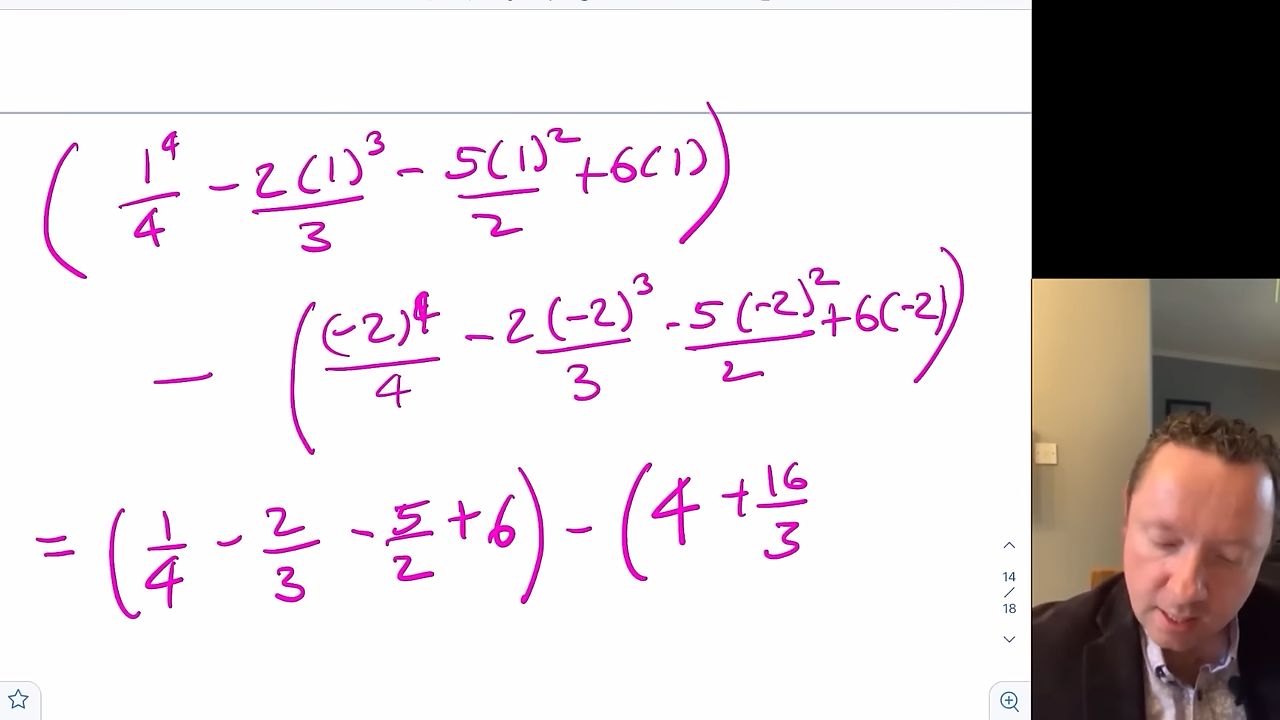 ( 1⁴/4 - 2(1)³/3 - 5(1)²/2 + 6(1) )
- ( (-2)⁴/4 - 2(-2)³/3 - 5(-2)²/2 + 6(-2) )
= ( 1/4 - 2/3 - 5/2 + 6 ) - ( 4 + 16/3
14
/
18